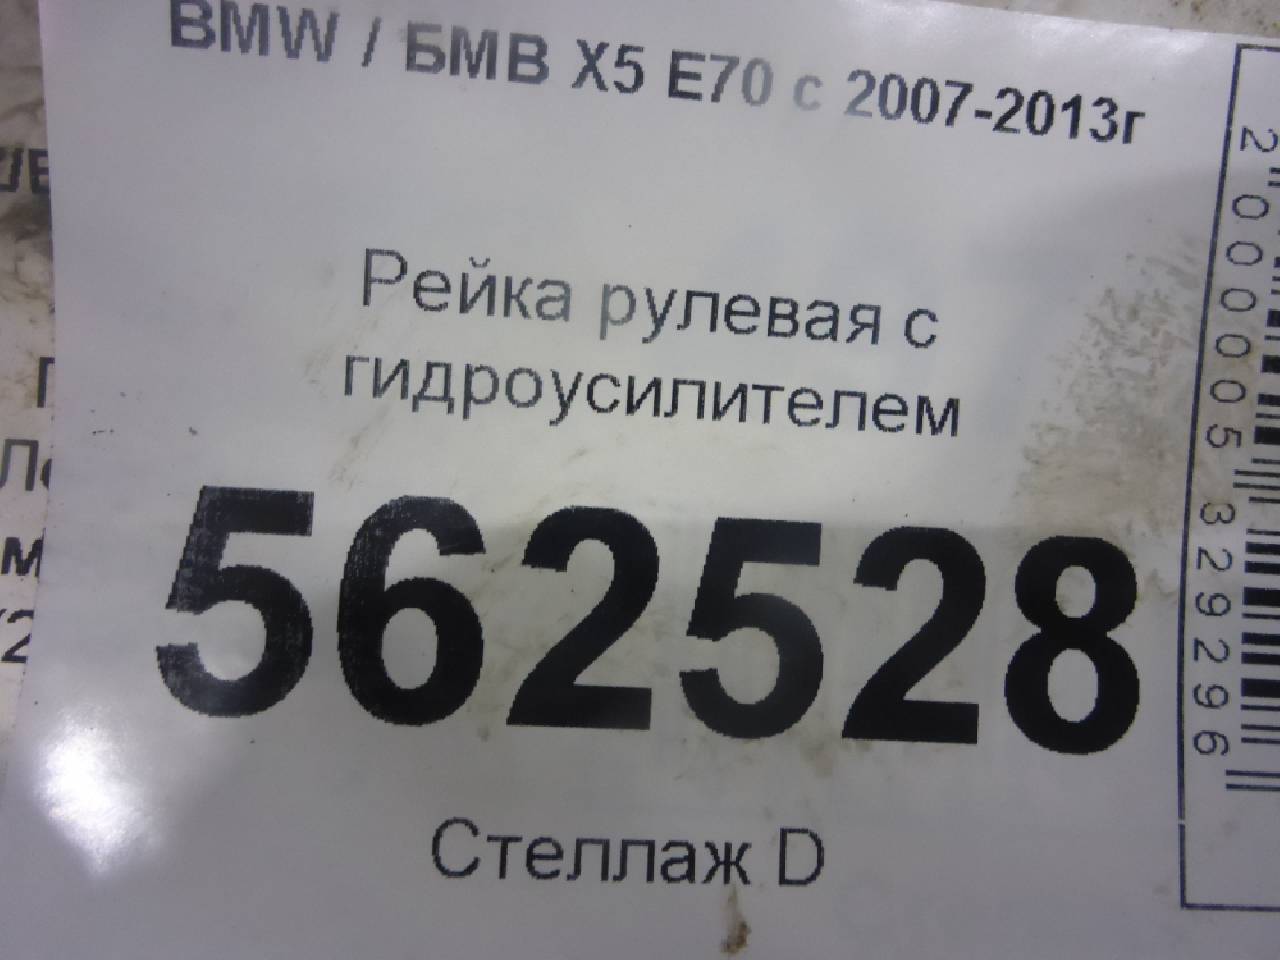 BMW / БМВ X5 E70 с 2007-2013г
Рейка рулевая с
гидроусилителем
562528
Стеллаж D
2000005329296